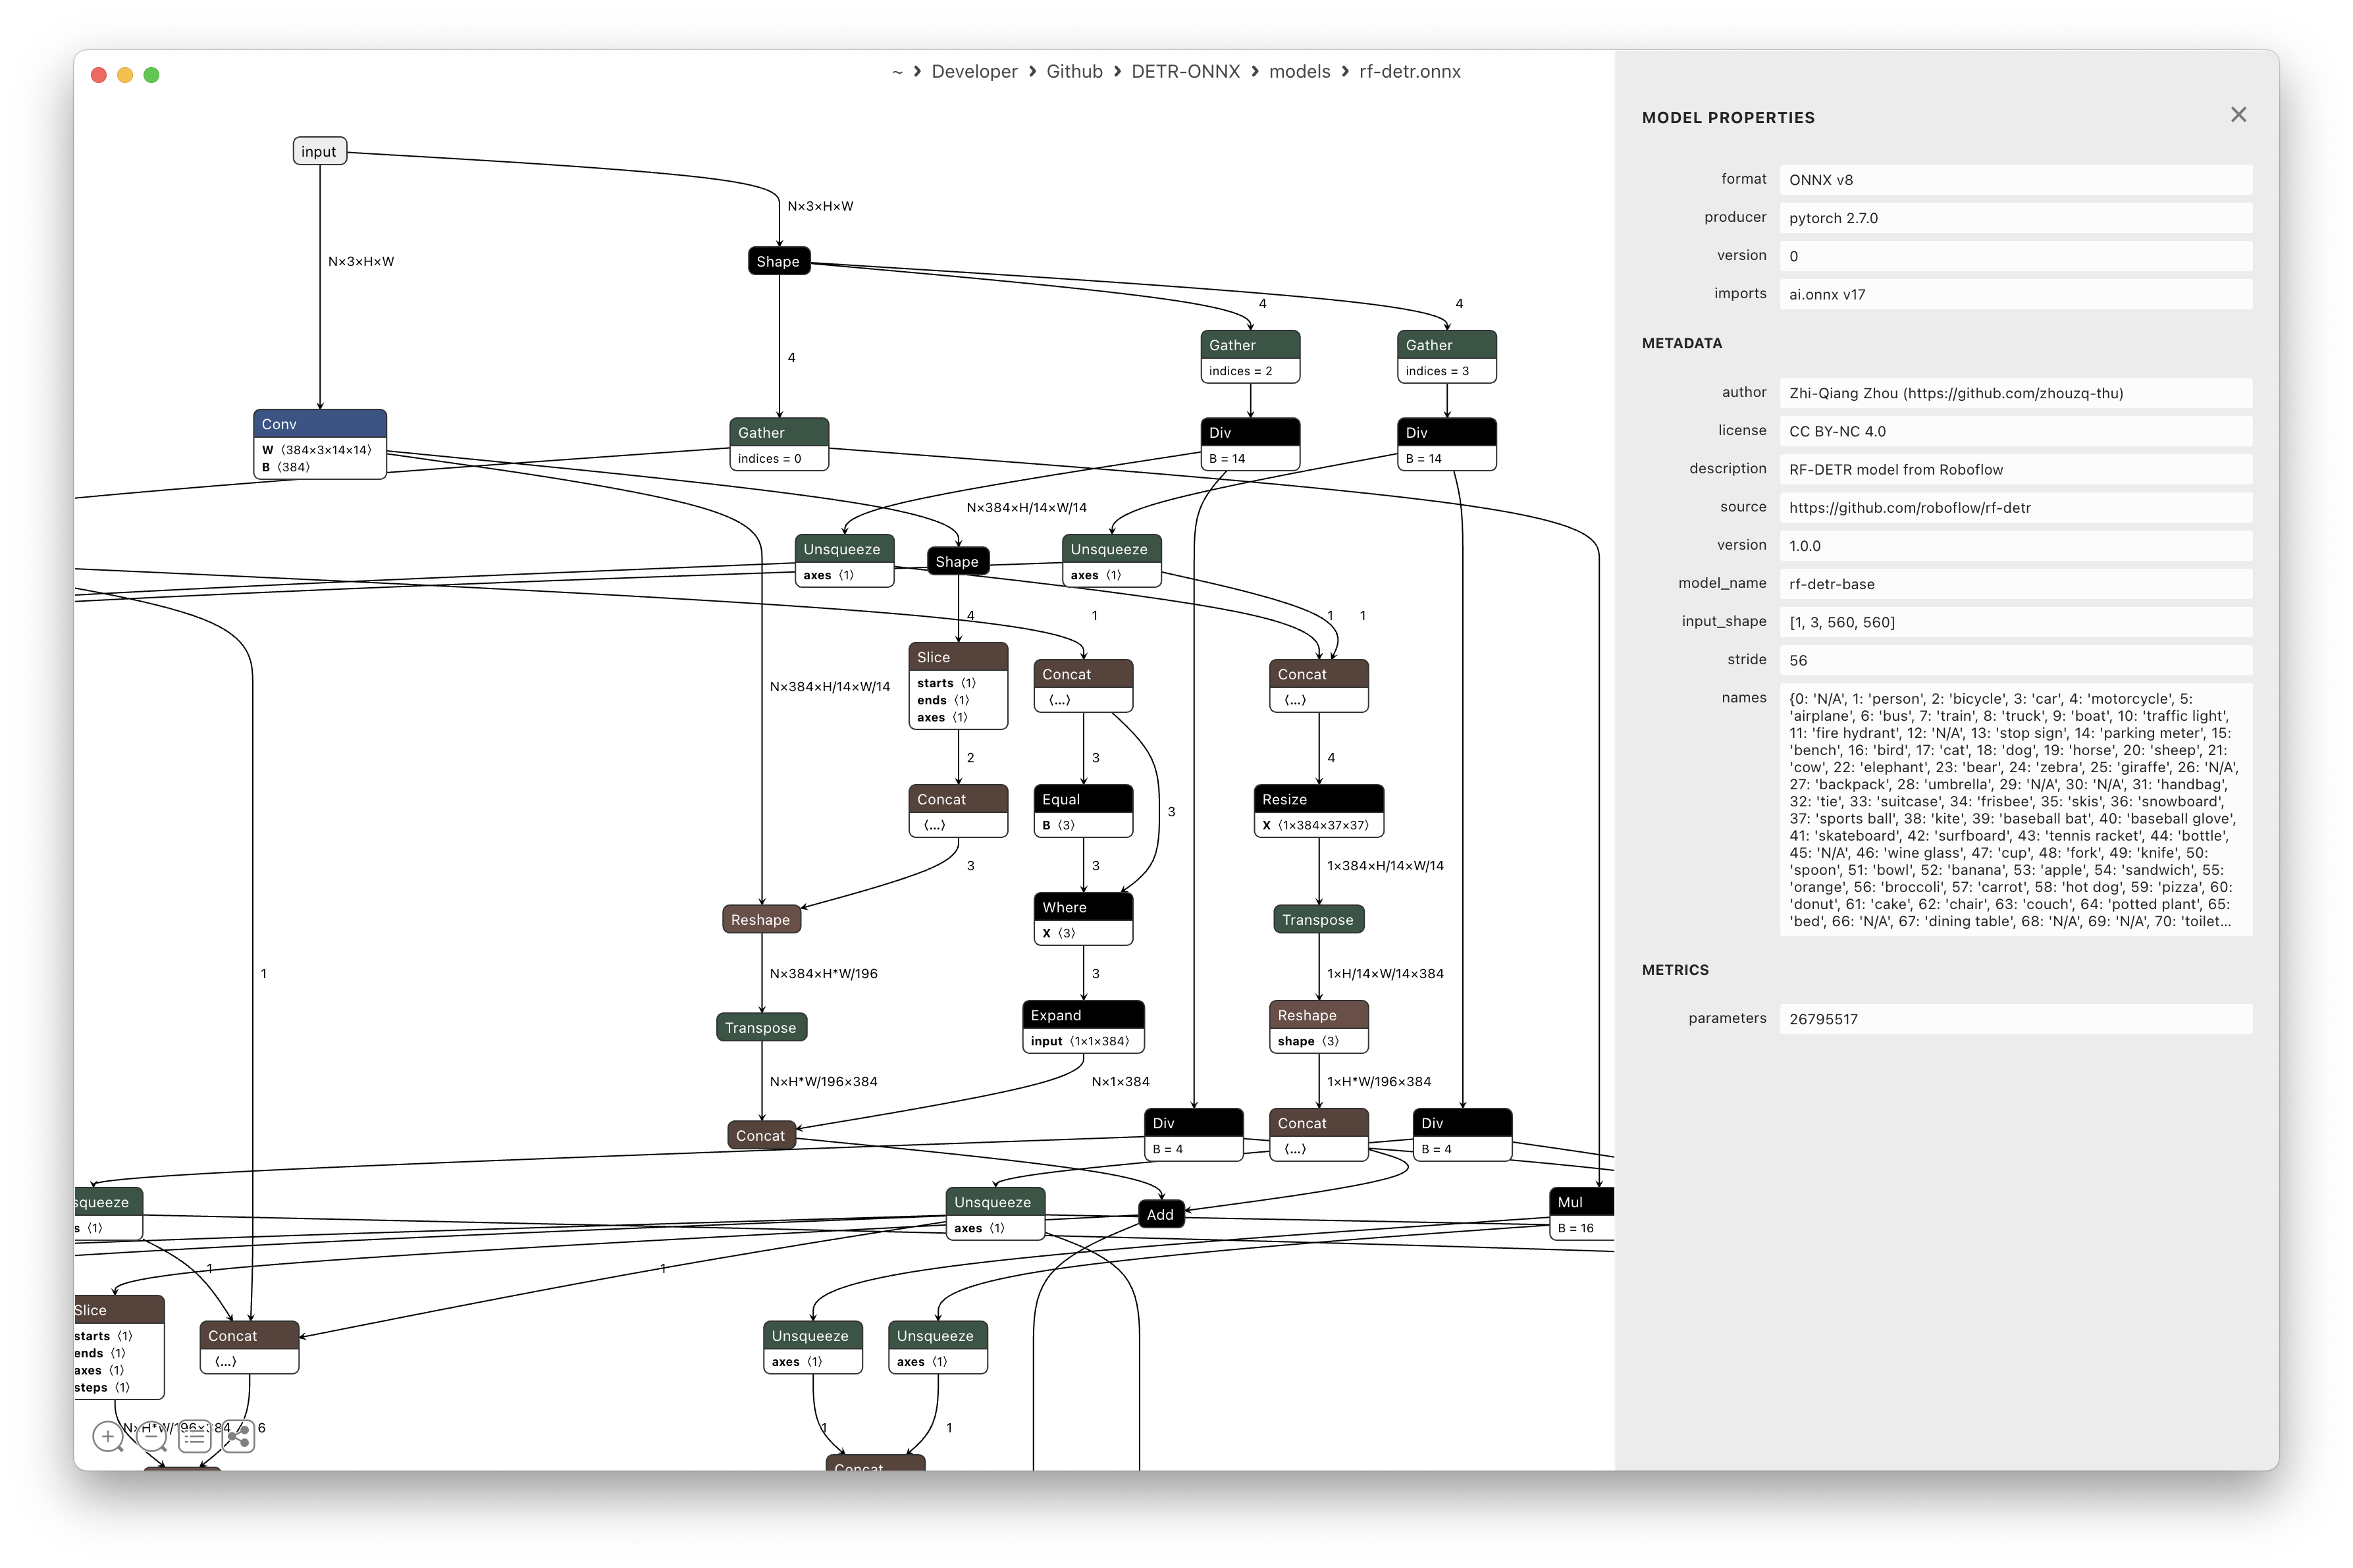 ~ › Developer › Github › DETR-ONNX › models › rf-detr.onnx
input
N×3×H×W
N×3×H×W
Shape
4
4
Gather
indices = 2
Gather
indices = 3
4
Conv
W ⟨384×3×14×14⟩
B ⟨384⟩
Gather
indices = 0
Div
B = 14
Div
B = 14
N×384×H/14×W/14
Unsqueeze
axes ⟨1⟩
Shape
Unsqueeze
axes ⟨1⟩
4
1
1
1
Slice
starts ⟨1⟩
ends ⟨1⟩
axes ⟨1⟩
Concat
⟨...⟩
Concat
⟨...⟩
N×384×H/14×W/14
2
3
4
Concat
⟨...⟩
Equal
B ⟨3⟩
3
Resize
X ⟨1×384×37×37⟩
3
3
1×384×H/14×W/14
Reshape
Where
X ⟨3⟩
Transpose
1
N×384×H*W/196
3
1×H/14×W/14×384
Transpose
Expand
input ⟨1×1×384⟩
Reshape
shape ⟨3⟩
N×H*W/196×384
N×1×384
1×H*W/196×384
Concat
Div
B = 4
Concat
⟨...⟩
Div
B = 4
squeeze
s ⟨1⟩
Unsqueeze
axes ⟨1⟩
Add
Mul
B = 16
1
1
Slice
starts ⟨1⟩
ends ⟨1⟩
axes ⟨1⟩
steps ⟨1⟩
Concat
⟨...⟩
Unsqueeze
axes ⟨1⟩
Unsqueeze
axes ⟨1⟩
N×H*W/196×384
6
1
1
Concat
MODEL PROPERTIES
format ONNX v8
producer pytorch 2.7.0
version 0
imports ai.onnx v17
METADATA
author Zhi-Qiang Zhou (https://github.com/zhouzq-thu)
license CC BY-NC 4.0
description RF-DETR model from Roboflow
source https://github.com/roboflow/rf-detr
version 1.0.0
model_name rf-detr-base
input_shape [1, 3, 560, 560]
stride 56
names {0: 'N/A', 1: 'person', 2: 'bicycle', 3: 'car', 4: 'motorcycle', 5:
'airplane', 6: 'bus', 7: 'train', 8: 'truck', 9: 'boat', 10: 'traffic light',
11: 'fire hydrant', 12: 'N/A', 13: 'stop sign', 14: 'parking meter', 15:
'bench', 16: 'bird', 17: 'cat', 18: 'dog', 19: 'horse', 20: 'sheep', 21:
'cow', 22: 'elephant', 23: 'bear', 24: 'zebra', 25: 'giraffe', 26: 'N/A',
27: 'backpack', 28: 'umbrella', 29: 'N/A', 30: 'N/A', 31: 'handbag',
32: 'tie', 33: 'suitcase', 34: 'frisbee', 35: 'skis', 36: 'snowboard',
37: 'sports ball', 38: 'kite', 39: 'baseball bat', 40: 'baseball glove',
41: 'skateboard', 42: 'surfboard', 43: 'tennis racket', 44: 'bottle',
45: 'N/A', 46: 'wine glass', 47: 'cup', 48: 'fork', 49: 'knife', 50:
'spoon', 51: 'bowl', 52: 'banana', 53: 'apple', 54: 'sandwich', 55:
'orange', 56: 'broccoli', 57: 'carrot', 58: 'hot dog', 59: 'pizza', 60:
'donut', 61: 'cake', 62: 'chair', 63: 'couch', 64: 'potted plant', 65:
'bed', 66: 'N/A', 67: 'dining table', 68: 'N/A', 69: 'N/A', 70: 'toilet...
METRICS
parameters 26795517